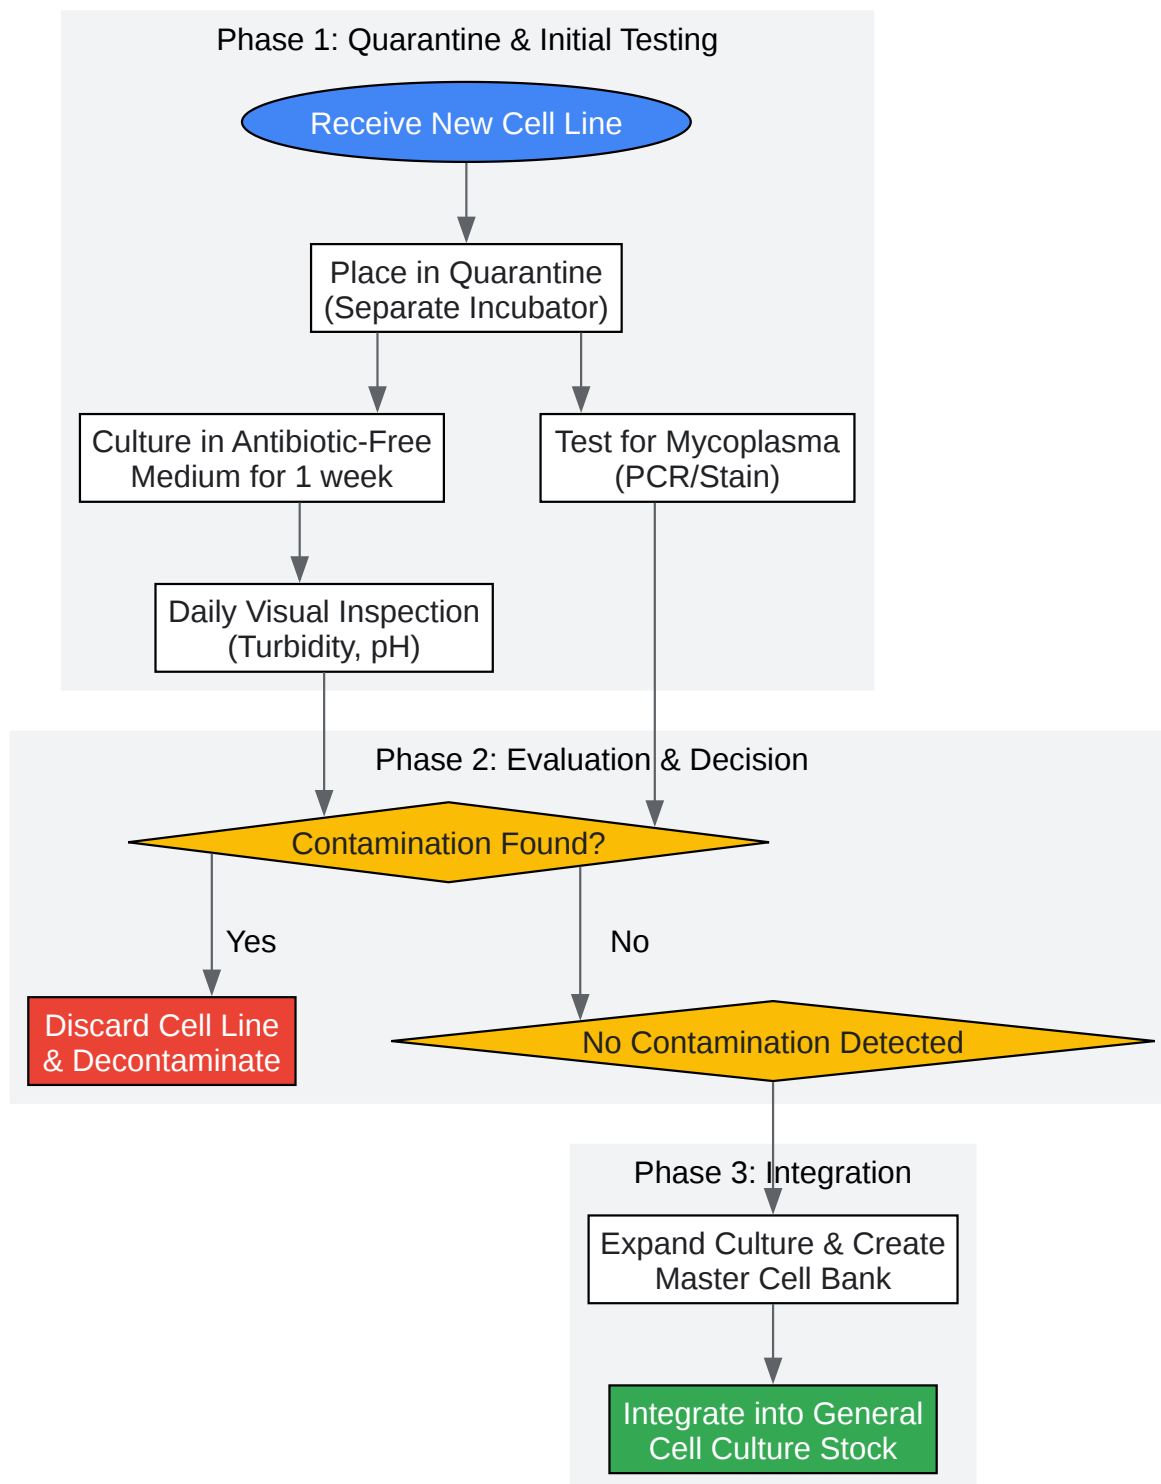 Phase 1: Quarantine & Initial Testing
Receive New Cell Line
Place in Quarantine
(Separate Incubator)
Culture in Antibiotic-Free
Medium for 1 week
Test for Mycoplasma
(PCR/Stain)
Daily Visual Inspection
(Turbidity, pH)
Phase 2: Evaluation & Decision
Contamination Found?
Yes
No
Discard Cell Line
& Decontaminate
No Contamination Detected
Phase 3: Integration
Expand Culture & Create
Master Cell Bank
Integrate into General
Cell Culture Stock